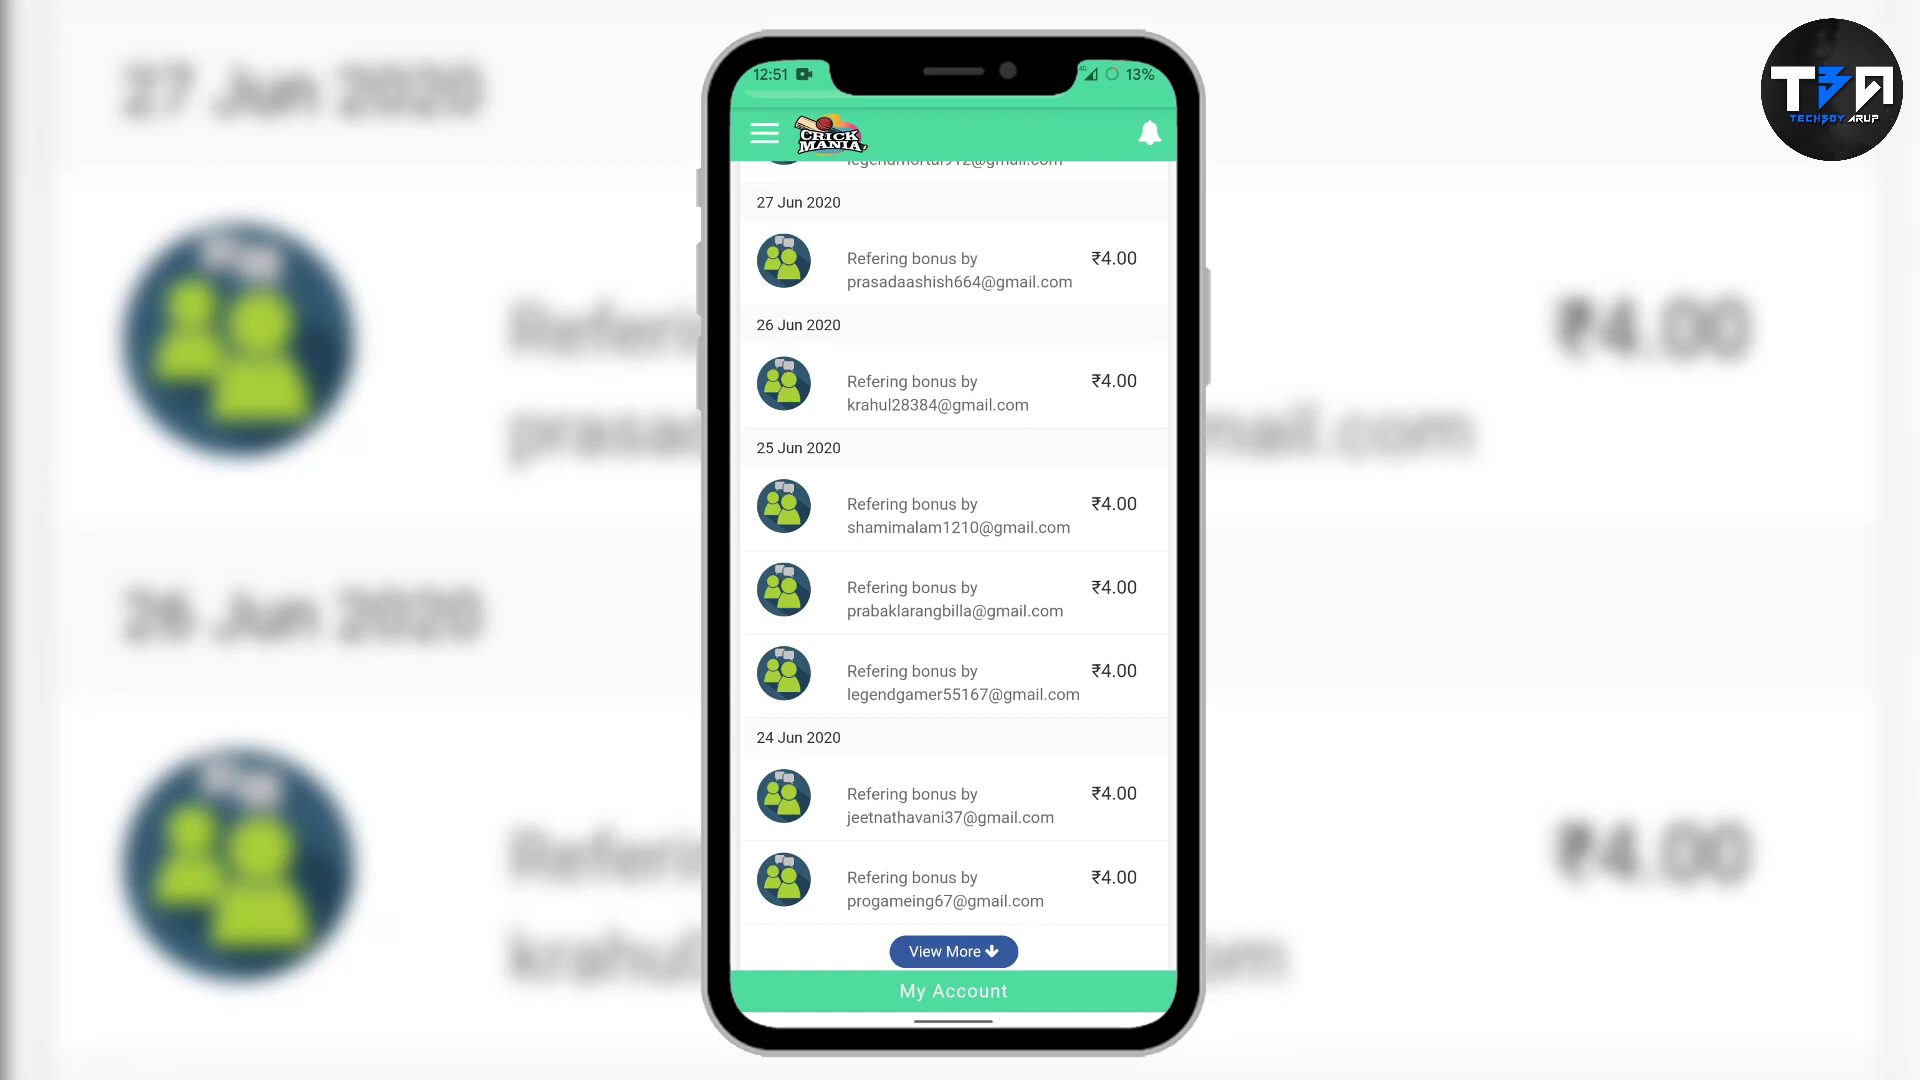 27 Jun 2020
26 Jun 2020
₹4.00
₹4.00
12:51
4G
13%
CRICK
MANIA
legendmortal912@gmail.com
27 Jun 2020
Refering bonus by
₹4.00
prasadaashish664@gmail.com
26 Jun 2020
Refering bonus by
₹4.00
krahul28384@gmail.com
25 Jun 2020
Refering bonus by
₹4.00
shamimalam1210@gmail.com
Refering bonus by
₹4.00
prabaklarangbilla@gmail.com
Refering bonus by
₹4.00
legendgamer55167@gmail.com
24 Jun 2020
Refering bonus by
₹4.00
jeetnathavani37@gmail.com
Refering bonus by
₹4.00
progameing67@gmail.com
View More
My Account
TBA
TECHBOY ARUP